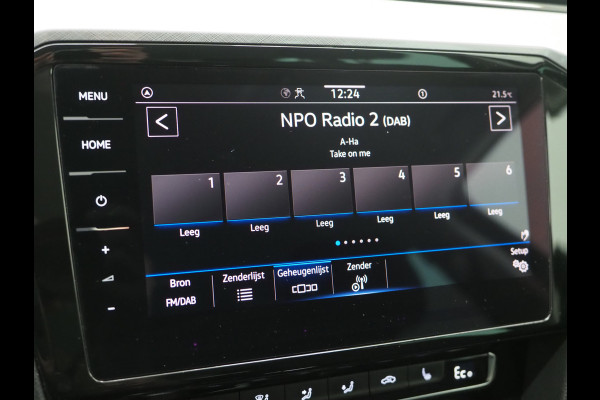 MENU
HOME
+
-
12:24
21.5°C
<
NPO Radio 2 (DAB)
>
A-Ha
Take on me
1 2 3 4 5 6
Leeg Leeg Leeg Leeg Leeg Leeg
Bron
FM/DAB
Zenderlijst
Geheugenlijst
Zender
Setup